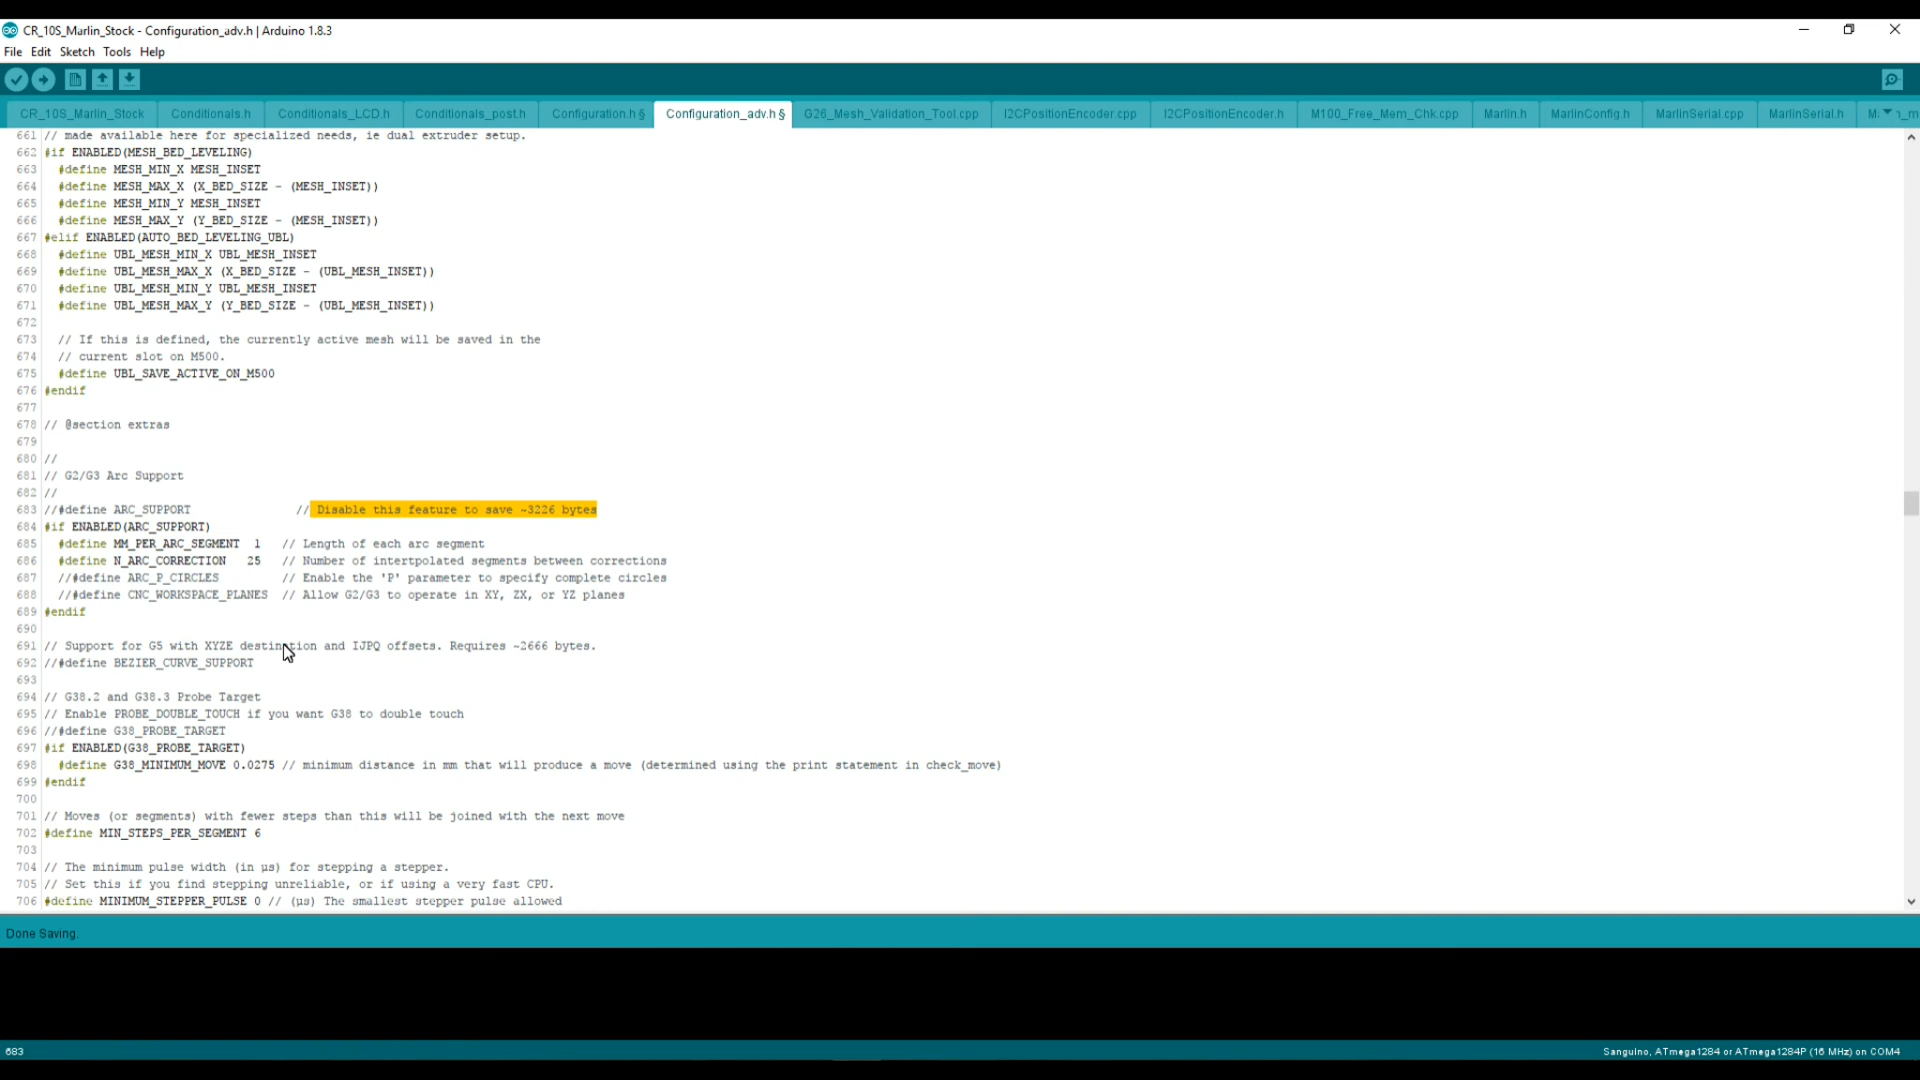 CR_10S_Marlin_Stock - Configuration_adv.h | Arduino 1.8.3
File Edit Sketch Tools Help
CR_10S_Marlin_Stock Conditionals.h Conditionals_LCD.h Conditionals_post.h Configuration.h § Configuration_adv.h § G26_Mesh_Validation_Tool.cpp I2CPositionEncoder.cpp I2CPositionEncoder.h M100_Free_Mem_Chk.cpp Marlin.h MarlinConfig.h MarlinSerial.cpp MarlinSerial.h
661 // made available here for specialized needs, ie dual extruder setup.
662 #if ENABLED(MESH_BED_LEVELING)
663 #define MESH_MIN_X MESH_INSET
664 #define MESH_MAX_X (X_BED_SIZE - (MESH_INSET))
665 #define MESH_MIN_Y MESH_INSET
666 #define MESH_MAX_Y (Y_BED_SIZE - (MESH_INSET))
667 #elif ENABLED(AUTO_BED_LEVELING_UBL)
668 #define UBL_MESH_MIN_X UBL_MESH_INSET
669 #define UBL_MESH_MAX_X (X_BED_SIZE - (UBL_MESH_INSET))
670 #define UBL_MESH_MIN_Y UBL_MESH_INSET
671 #define UBL_MESH_MAX_Y (Y_BED_SIZE - (UBL_MESH_INSET))
672
673 // If this is defined, the currently active mesh will be saved in the
674 // current slot on M500.
675 #define UBL_SAVE_ACTIVE_ON_M500
676 #endif
677
678 // @section extras
679
680 //
681 // G2/G3 Arc Support
682 //
683 //#define ARC_SUPPORT // Disable this feature to save ~3226 bytes
684 #if ENABLED(ARC_SUPPORT)
685 #define MM_PER_ARC_SEGMENT 1 // Length of each arc segment
686 #define N_ARC_CORRECTION 25 // Number of intertpolated segments between corrections
687 //#define ARC_P_CIRCLES // Enable the 'P' parameter to specify complete circles
688 //#define CNC_WORKSPACE_PLANES // Allow G2/G3 to operate in XY, ZX, or YZ planes
689 #endif
690
691 // Support for G5 with XYZE destination and IJPQ offsets. Requires ~2666 bytes.
692 //#define BEZIER_CURVE_SUPPORT
693
694 // G38.2 and G38.3 Probe Target
695 // Enable PROBE_DOUBLE_TOUCH if you want G38 to double touch
696 //#define G38_PROBE_TARGET
697 #if ENABLED(G38_PROBE_TARGET)
698 #define G38_MINIMUM_MOVE 0.0275 // minimum distance in mm that will produce a move (determined using the print statement in check_move)
699 #endif
700
701 // Moves (or segments) with fewer steps than this will be joined with the next move
702 #define MIN_STEPS_PER_SEGMENT 6
703
704 // The minimum pulse width (in µs) for stepping a stepper.
705 // Set this if you find stepping unreliable, or if using a very fast CPU.
706 #define MINIMUM_STEPPER_PULSE 0 // (µs) The smallest stepper pulse allowed
Done Saving.
683 Sanguino, ATmega1284 or ATmega1284P (16 MHz) on COM4